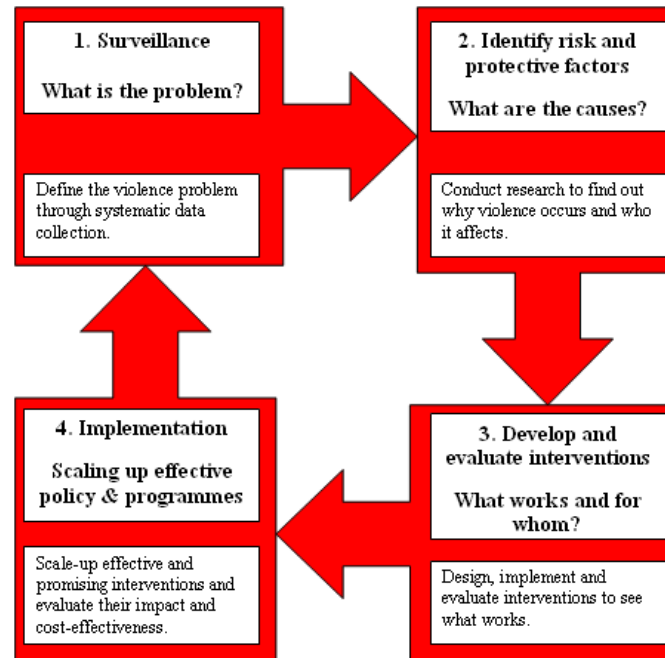 1. Surveillance
What is the problem?
Define the violence problem
through systematic data
collection.
2. Identify risk and
protective factors
What are the causes?
Conduct research to find out
why violence occurs and who
it affects.
3. Develop and
evaluate interventions
What works and for
whom?
Design, implement and
evaluate interventions to see
what works.
4. Implementation
Scaling up effective
policy & programmes
Scale-up effective and
promising interventions and
evaluate their impact and
cost-effectiveness.